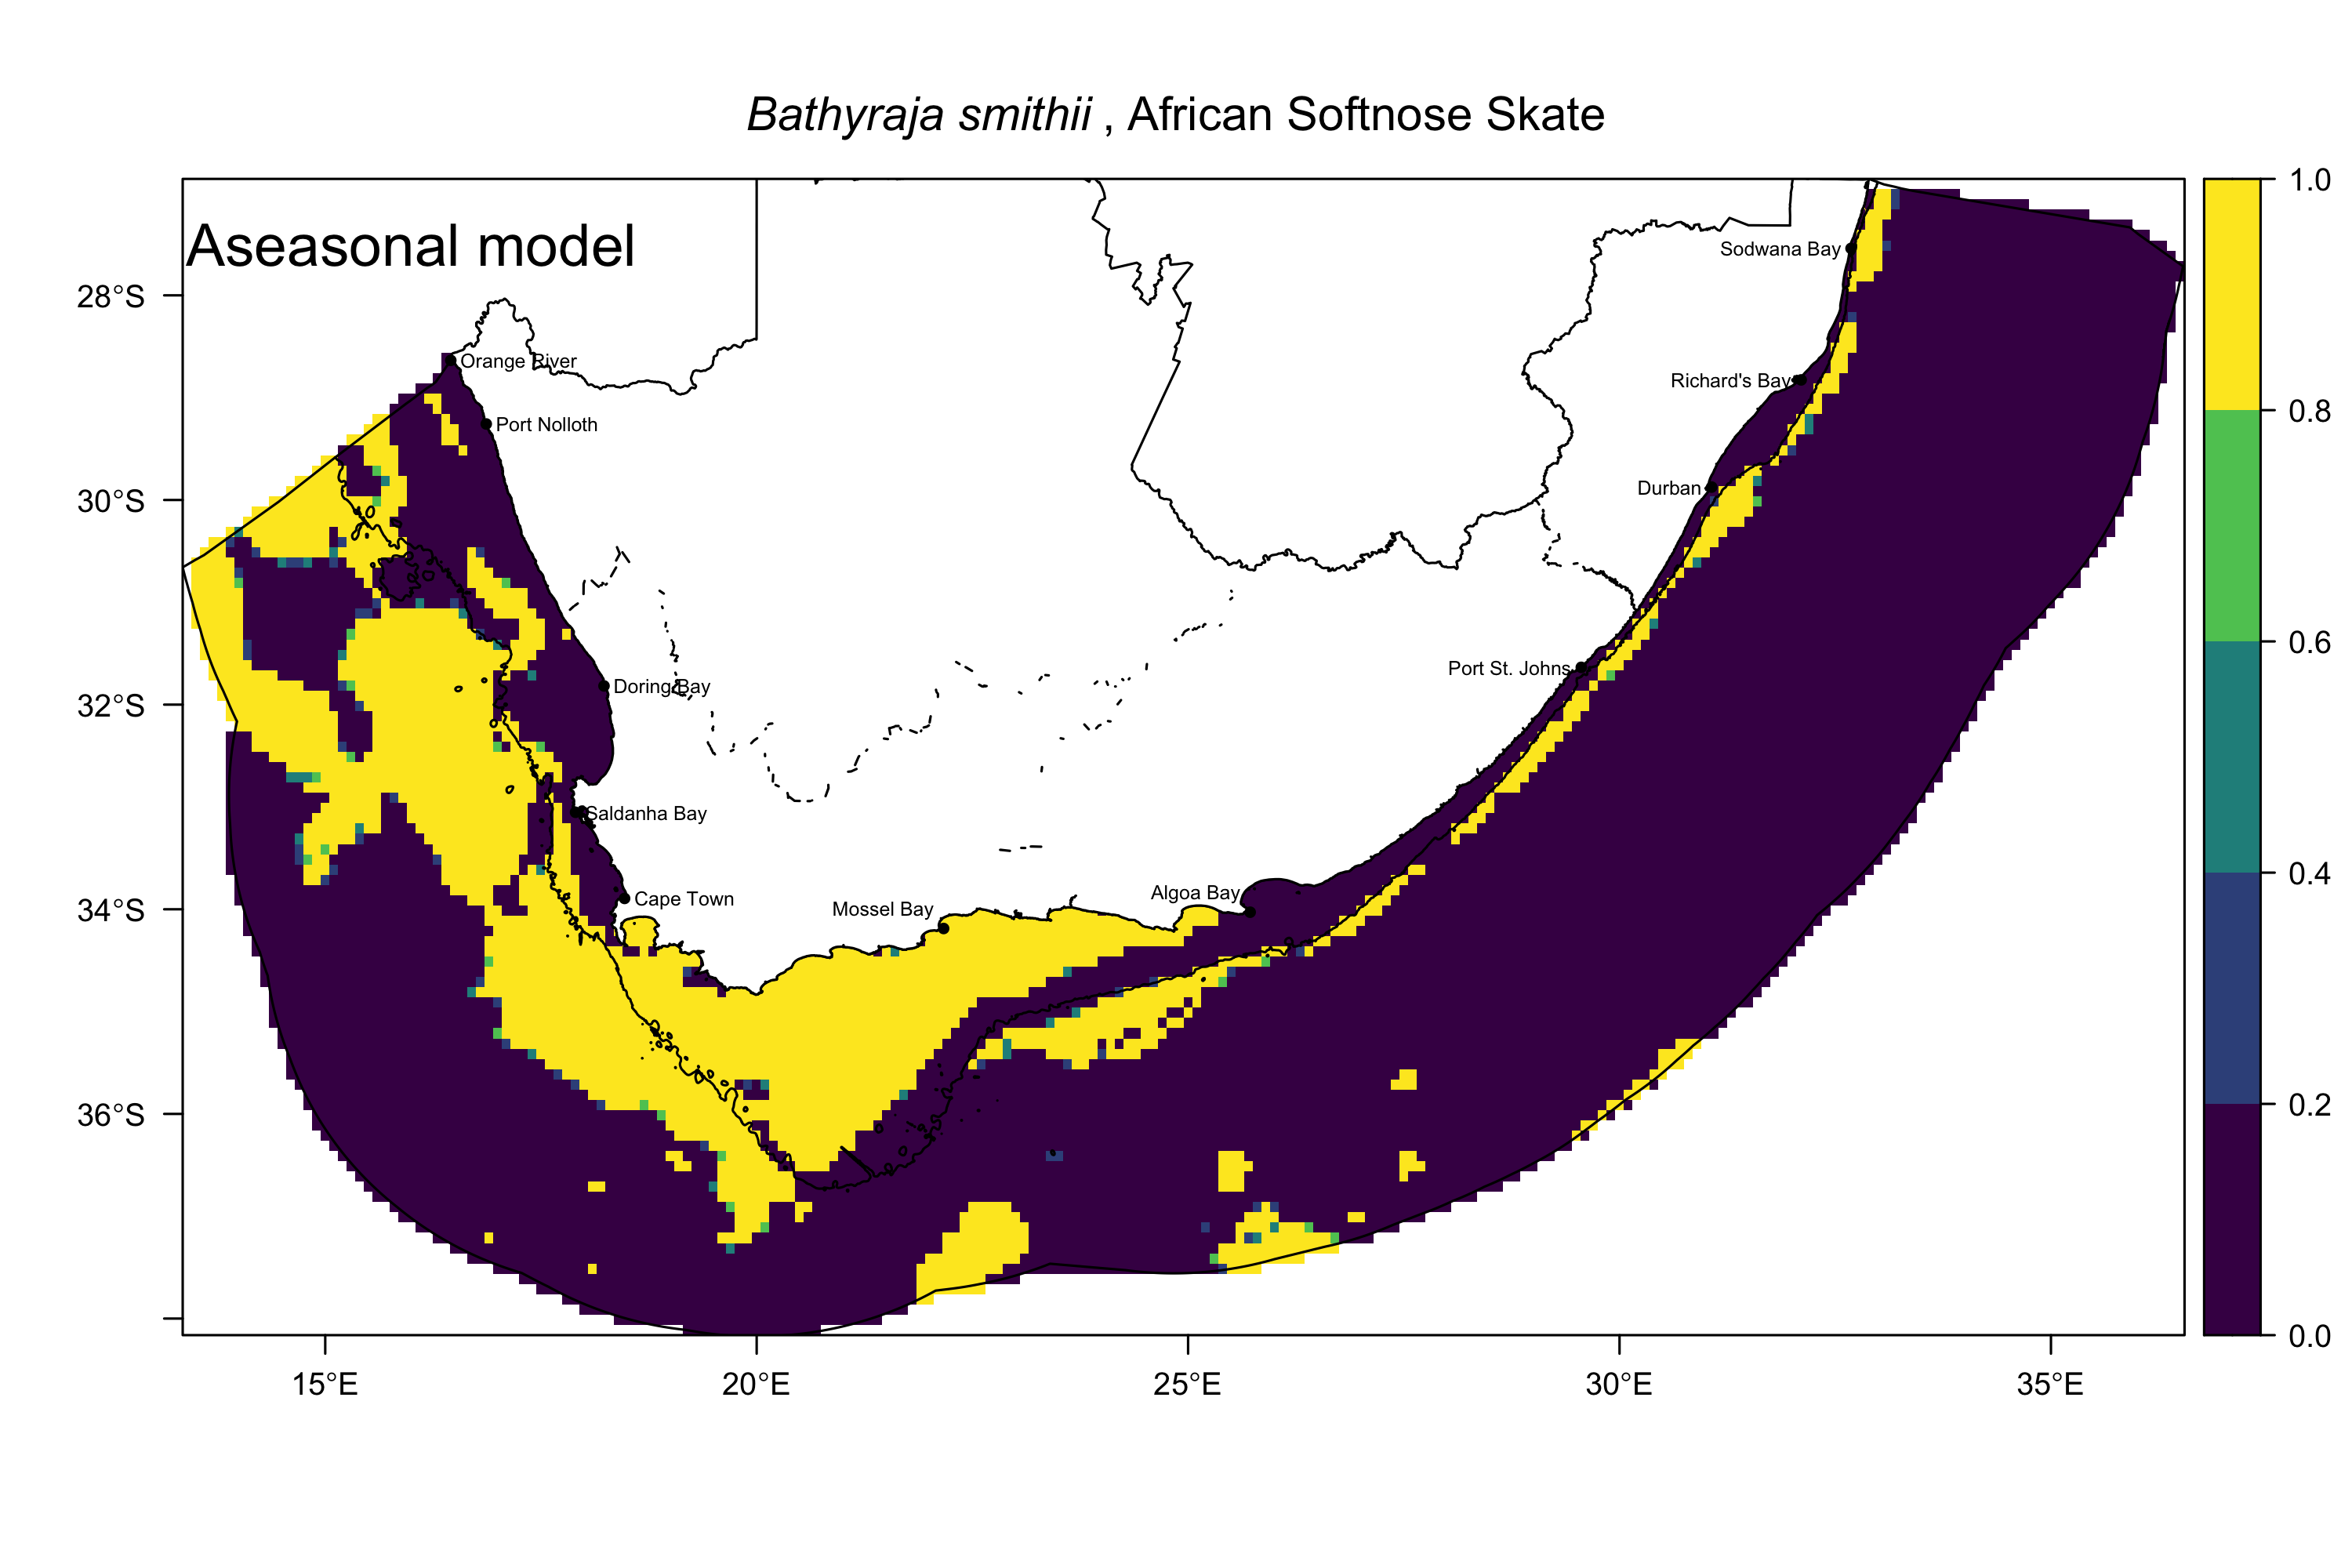 Bathyraja smithii , African Softnose Skate
Aseasonal model
1.0
0.8
0.6
0.4
0.2
0.0
28°S
30°S
32°S
34°S
36°S
15°E
20°E
25°E
30°E
35°E
Sodwana Bay
Orange River
Richard's Bay
Port Nolloth
Durban
Port St. Johns
Doring Bay
Saldanha Bay
Algoa Bay
Cape Town
Mossel Bay